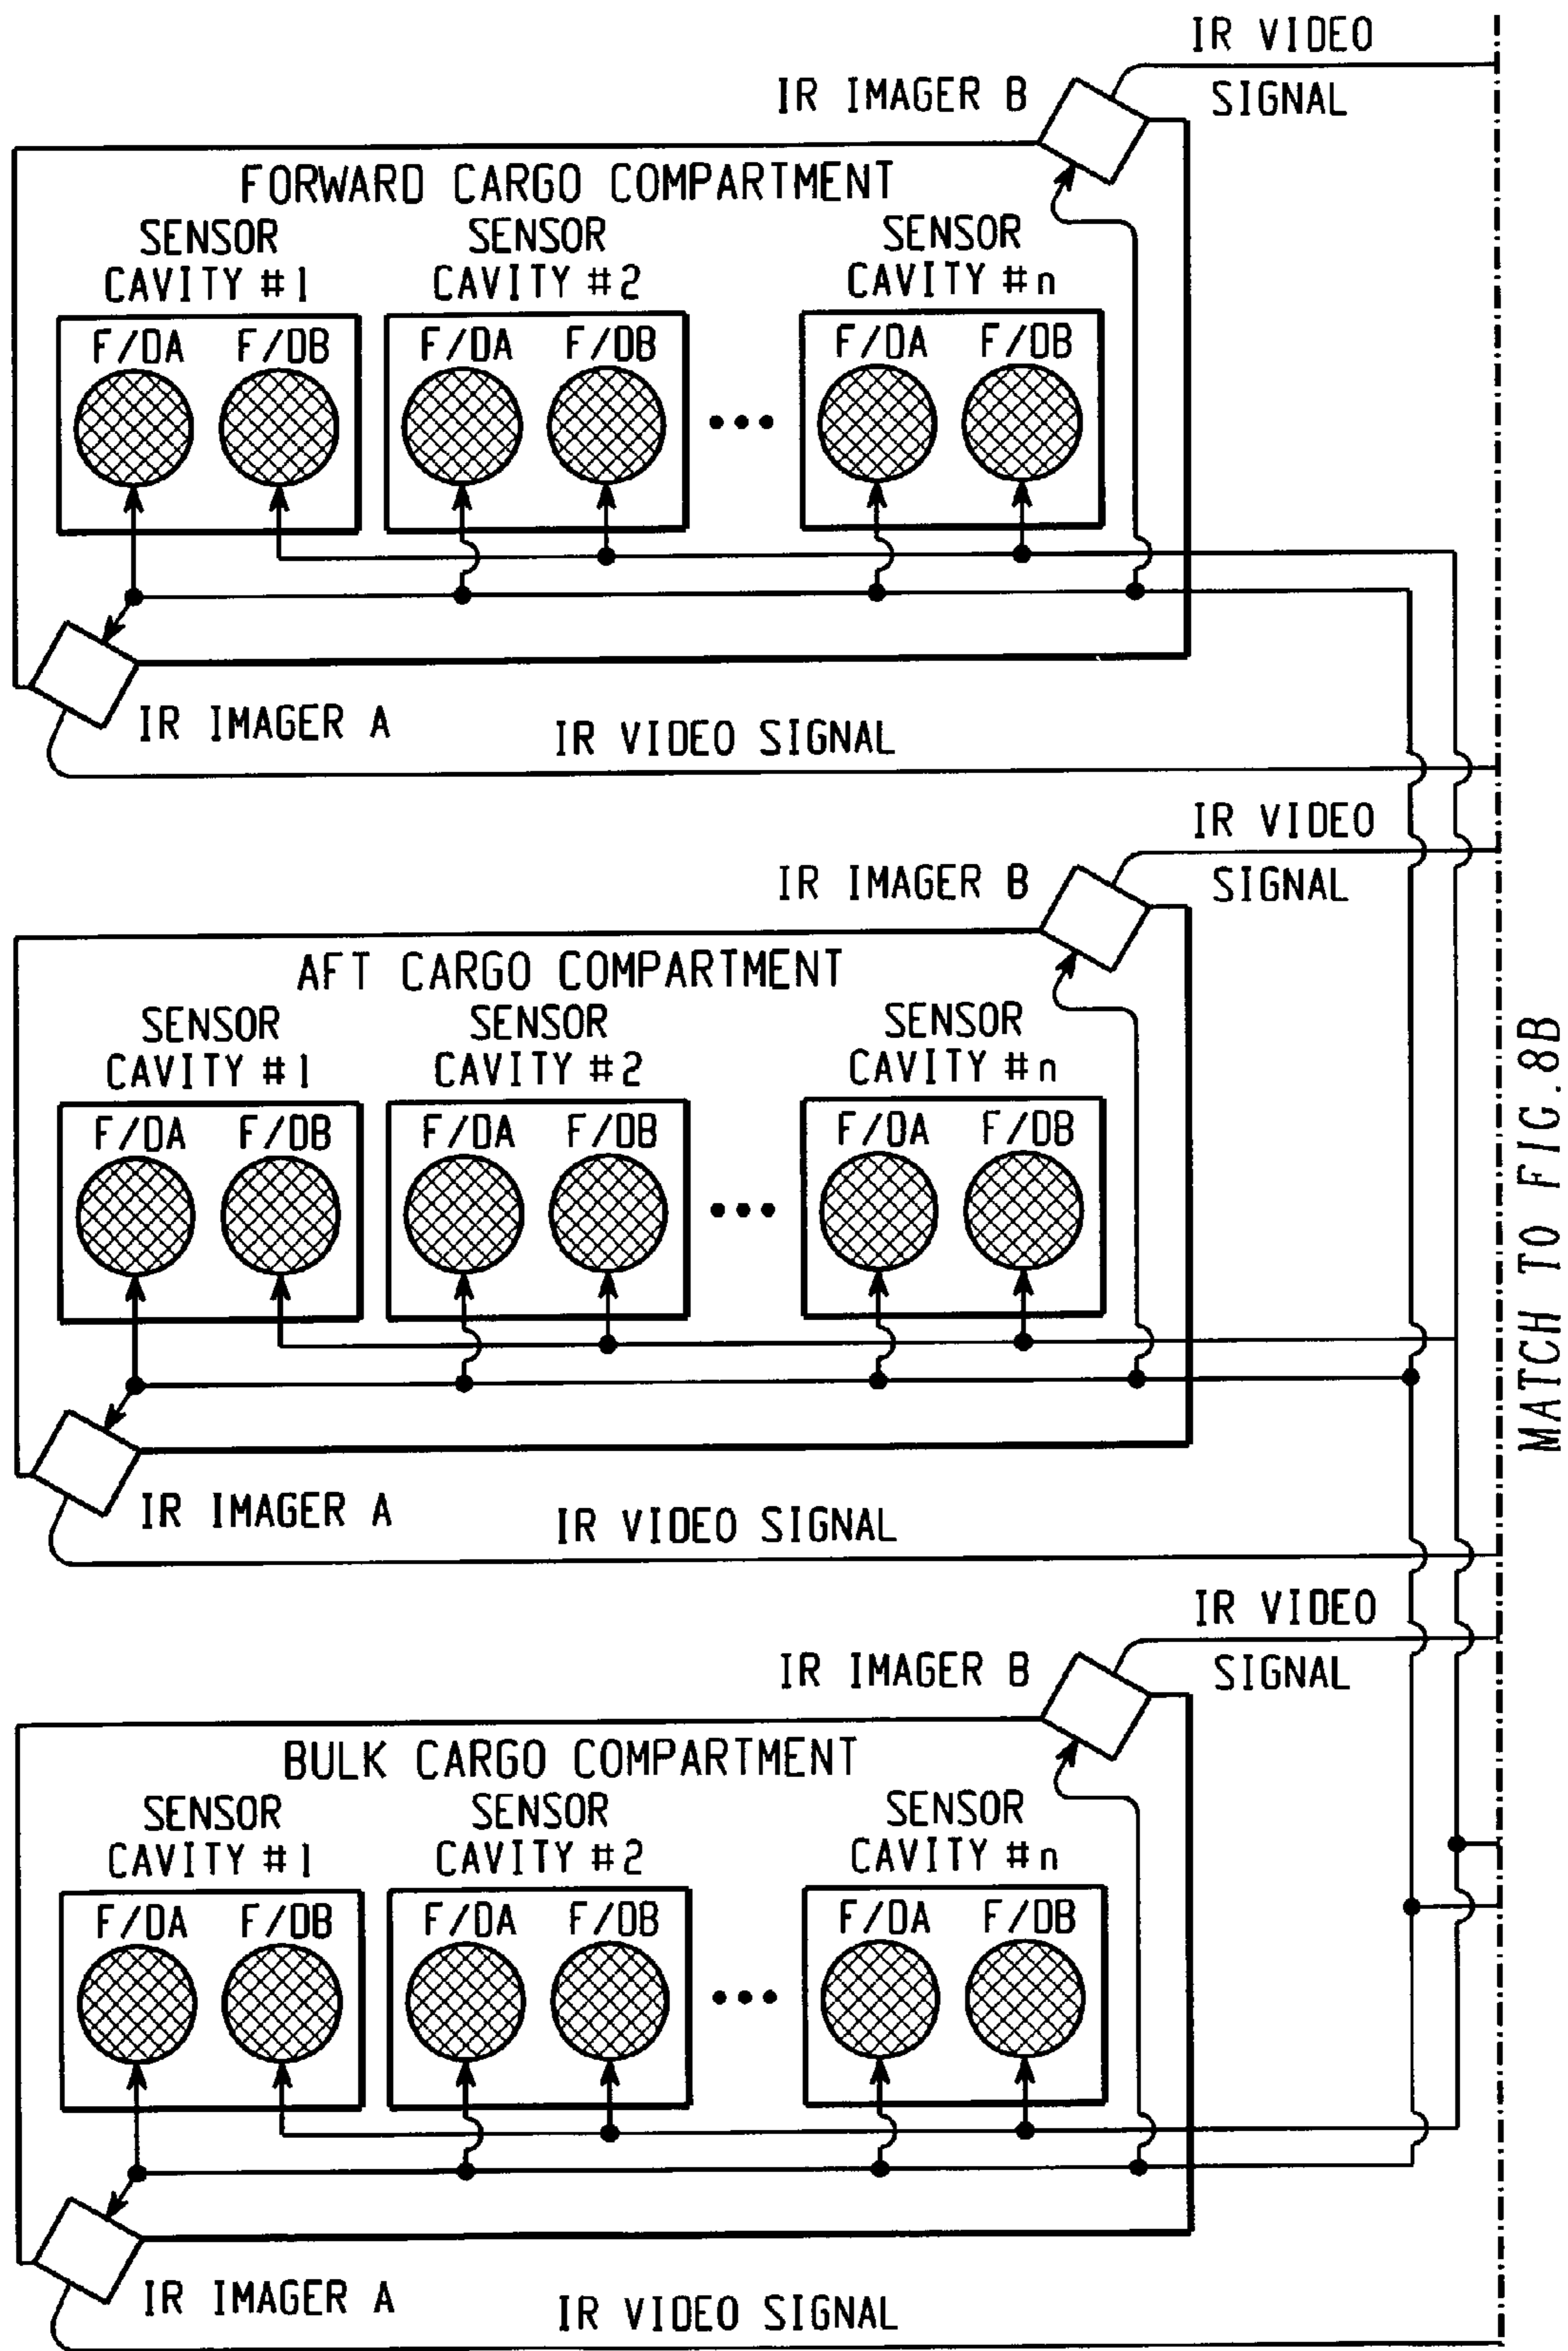 IR VIDEO
SIGNAL
IR IMAGER B
FORWARD CARGO COMPARTMENT
SENSOR
CAVITY #1
SENSOR
CAVITY #2
SENSOR
CAVITY #n
F/DA F/DB
F/DA F/DB
F/DA F/DB
IR IMAGER A
IR VIDEO SIGNAL
IR VIDEO
SIGNAL
IR IMAGER B
AFT CARGO COMPARTMENT
SENSOR
CAVITY #1
SENSOR
CAVITY #2
SENSOR
CAVITY #n
F/DA F/DB
F/DA F/DB
F/DA F/DB
IR IMAGER A
IR VIDEO SIGNAL
IR VIDEO
SIGNAL
IR IMAGER B
BULK CARGO COMPARTMENT
SENSOR
CAVITY #1
SENSOR
CAVITY #2
SENSOR
CAVITY #n
F/DA F/DB
F/DA F/DB
F/DA F/DB
IR IMAGER A
IR VIDEO SIGNAL
MATCH TO FIG.8B